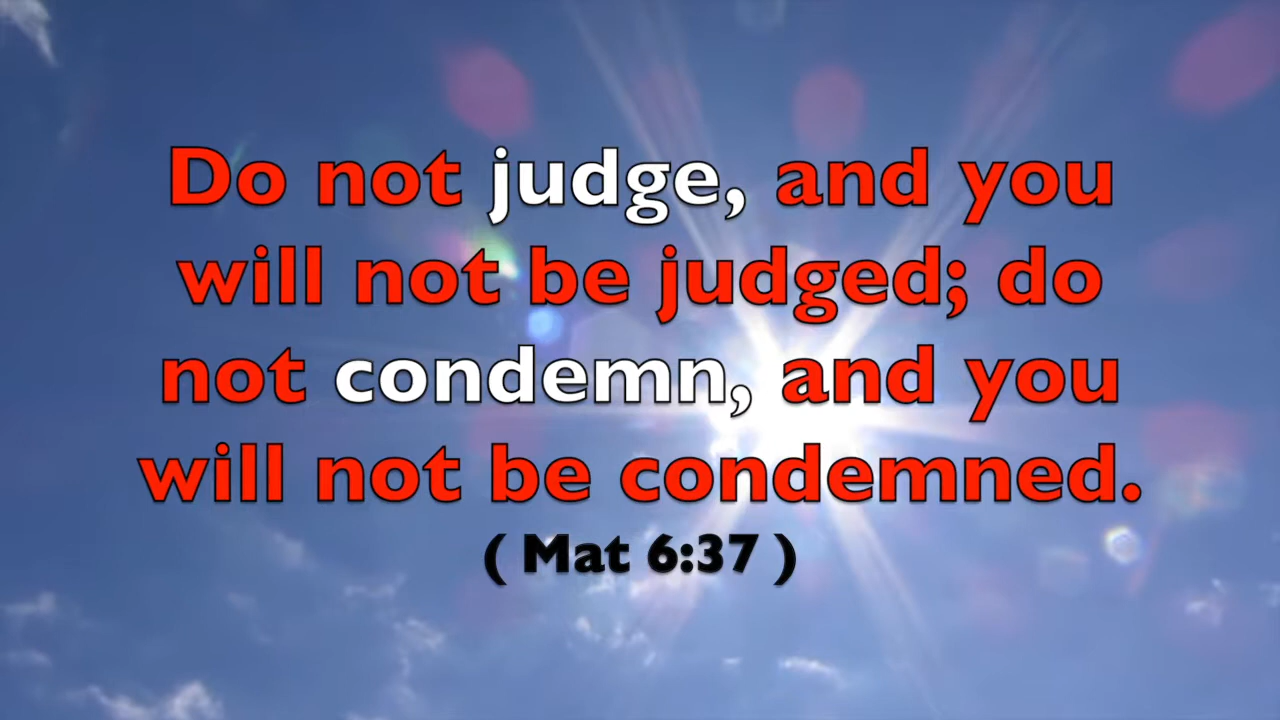 Do not judge, and you
will not be judged; do
not condemn, and you
will not be condemned.
( Mat 6:37 )